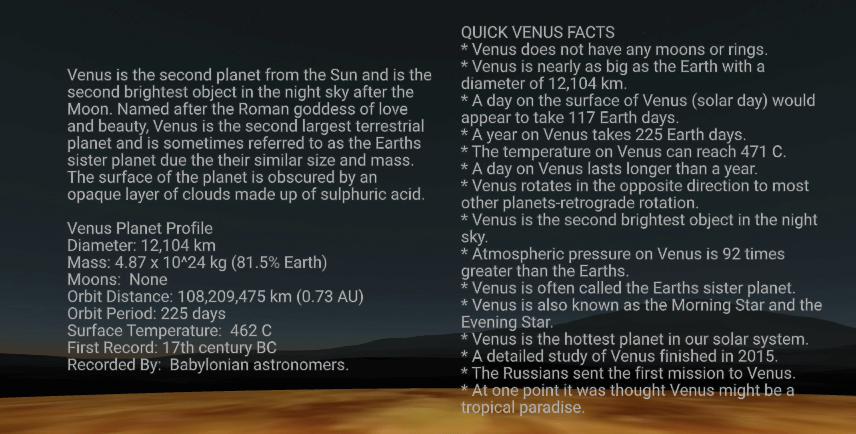 Venus is the second planet from the Sun and is the
second brightest object in the night sky after the
Moon. Named after the Roman goddess of love
and beauty, Venus is the second largest terrestrial
planet and is sometimes referred to as the Earths
sister planet due the their similar size and mass.
The surface of the planet is obscured by an
opaque layer of clouds made up of sulphuric acid.
Venus Planet Profile
Diameter: 12,104 km
Mass: 4.87 x 10^24 kg (81.5% Earth)
Moons:  None
Orbit Distance: 108,209,475 km (0.73 AU)
Orbit Period: 225 days
Surface Temperature:  462 C
First Record: 17th century BC
Recorded By:  Babylonian astronomers.
QUICK VENUS FACTS
* Venus does not have any moons or rings.
* Venus is nearly as big as the Earth with a
diameter of 12,104 km.
* A day on the surface of Venus (solar day) would
appear to take 117 Earth days.
* A year on Venus takes 225 Earth days.
* The temperature on Venus can reach 471 C.
* A day on Venus lasts longer than a year.
* Venus rotates in the opposite direction to most
other planets-retrograde rotation.
* Venus is the second brightest object in the night
sky.
* Atmospheric pressure on Venus is 92 times
greater than the Earths.
* Venus is often called the Earths sister planet.
* Venus is also known as the Morning Star and the
Evening Star.
* Venus is the hottest planet in our solar system.
* A detailed study of Venus finished in 2015.
* The Russians sent the first mission to Venus.
* At one point it was thought Venus might be a
tropical paradise.